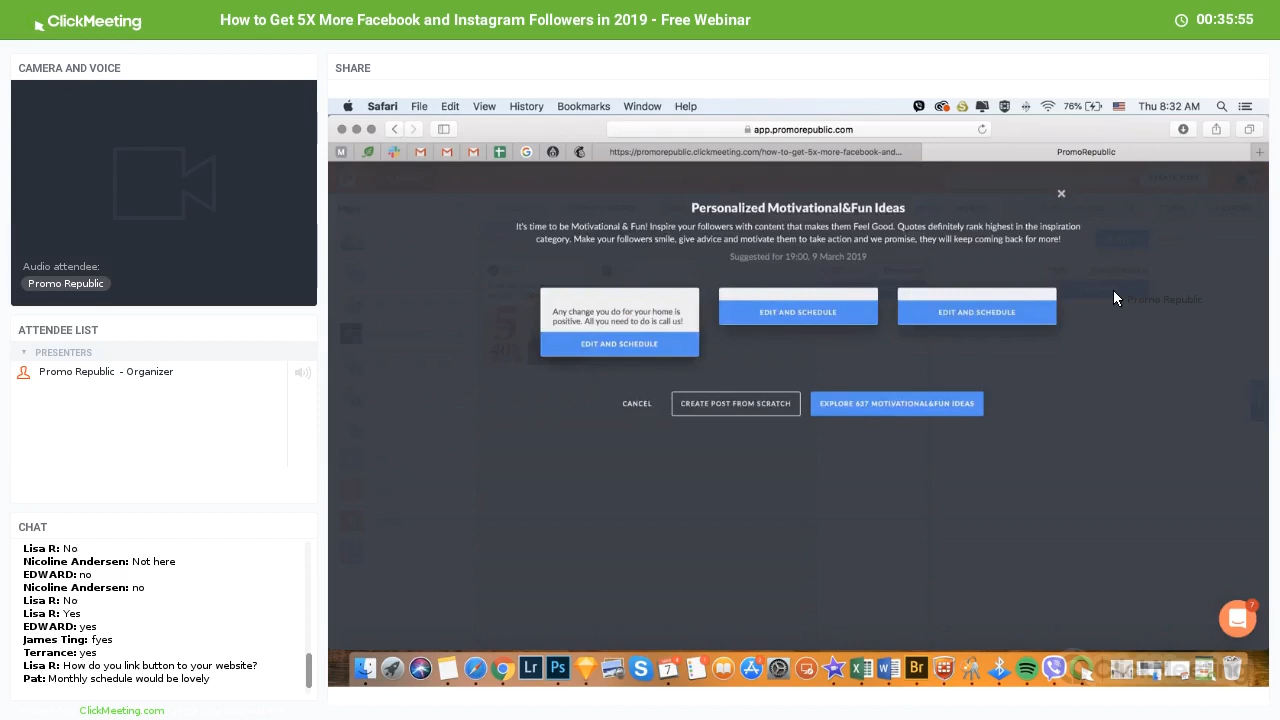 ClickMeeting
How to Get 5X More Facebook and Instagram Followers in 2019 - Free Webinar
00:35:55
CAMERA AND VOICE
Audio attendee:
Promo Republic
ATTENDEE LIST
PRESENTERS
Promo Republic - Organizer
CHAT
Lisa R: No
Nicoline Andersen: Not here
EDWARD: no
Nicoline Andersen: no
Lisa R: No
Lisa R: Yes
EDWARD: yes
James Ting: fyes
Terrance: yes
Lisa R: How do you link button to your website?
Pat: Monthly schedule would be lovely
ClickMeeting.com
SHARE
Safari File Edit View History Bookmarks Window Help
76% Thu 8:32 AM
app.promorepublic.com
https://promorepublic.clickmeeting.com/how-to-get-5x-more-facebook-and...
PromoRepublic
Personalized Motivational&Fun Ideas
It's time to be Motivational & Fun! Inspire your followers with content that makes them Feel Good. Quotes definitely rank highest in the inspiration
category. Make your followers smile, give advice and motivate them to take action and we promise, they will keep coming back for more!
Suggested for 19:00, 9 March 2019
Any change you do for your home is
positive. All you need to do is call us!
EDIT AND SCHEDULE
EDIT AND SCHEDULE
EDIT AND SCHEDULE
Promo Republic
CANCEL
CREATE POST FROM SCRATCH
EXPLORE 637 MOTIVATIONAL&FUN IDEAS
7
Lr
Ps
7
Br